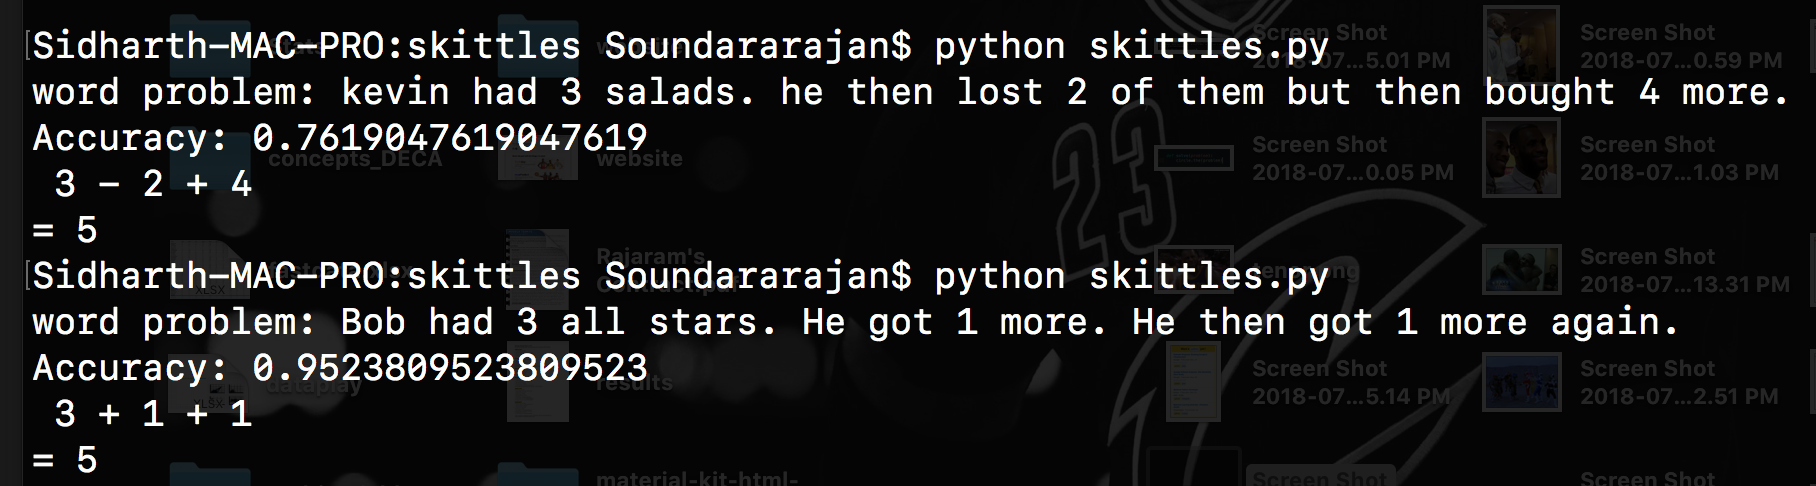 Sidharth-MAC-PRO:skittles Soundararajan$ python skittles.py
word problem: kevin had 3 salads. he then lost 2 of them but then bought 4 more.
Accuracy: 0.7619047619047619
3 - 2 + 4
= 5
Sidharth-MAC-PRO:skittles Soundararajan$ python skittles.py
word problem: Bob had 3 all stars. He got 1 more. He then got 1 more again.
Accuracy: 0.9523809523809523
3 + 1 + 1
= 5
Screen Shot
2018-07...5.01 PM
Screen Shot
2018-07...0.59 PM
concepts_DECA
website
Screen Shot
2018-07...0.05 PM
Screen Shot
2018-07...1.03 PM
23
Rajaram's
Screen Shot
2018-07...13.31 PM
dataplay
results
Screen Shot
2018-07...5.14 PM
Screen Shot
2018-07...2.51 PM
material-kit-html-
Screen Shot
Screen Shot